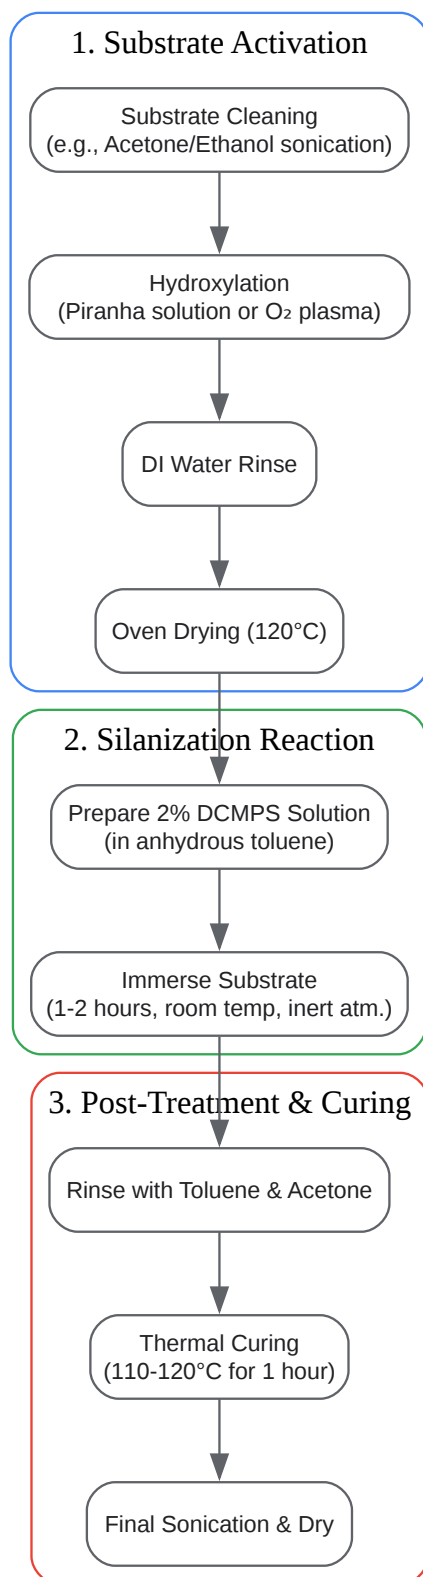 1. Substrate Activation
Substrate Cleaning
(e.g., Acetone/Ethanol sonication)
Hydroxylation
(Piranha solution or O₂ plasma)
DI Water Rinse
Oven Drying (120°C)
2. Silanization Reaction
Prepare 2% DCMPS Solution
(in anhydrous toluene)
Immerse Substrate
(1-2 hours, room temp, inert atm.)
3. Post-Treatment & Curing
Rinse with Toluene & Acetone
Thermal Curing
(110-120°C for 1 hour)
Final Sonication & Dry